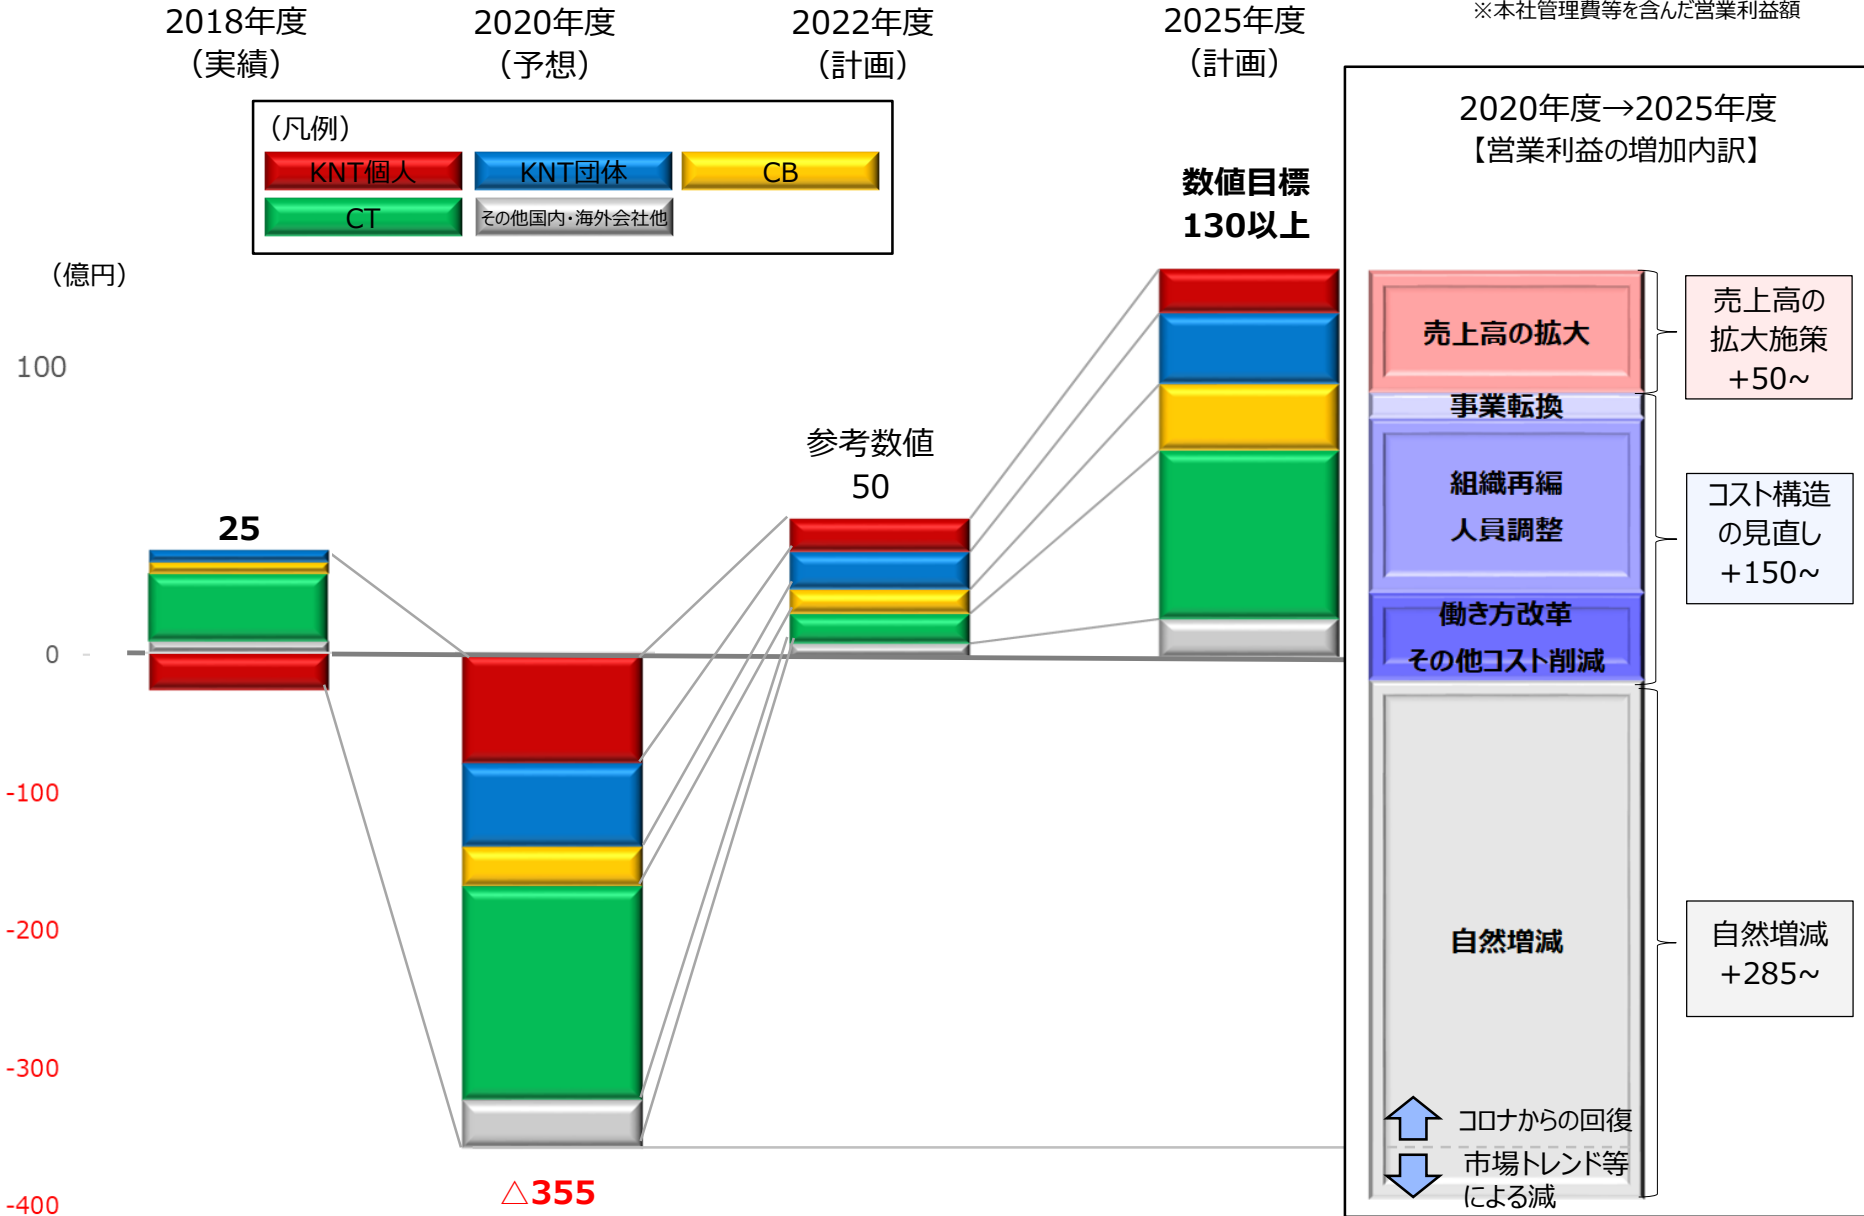 2018年度
（実績）
2020年度
（予想）
2022年度
（計画）
2025年度
（計画）
※本社管理費等を含んだ営業利益額
（凡例）
KNT個人
KNT団体
CB
CT
その他国内・海外会社他
（億円）
100
0
-100
-200
-300
-400
25
△355
参考数値
50
数値目標
130以上
2020年度→2025年度
【営業利益の増加内訳】
売上高の拡大
事業転換
組織再編
人員調整
働き方改革
その他コスト削減
自然増減
コロナからの回復
市場トレンド等
による減
売上高の
拡大施策
+50~
コスト構造
の見直し
+150~
自然増減
+285~